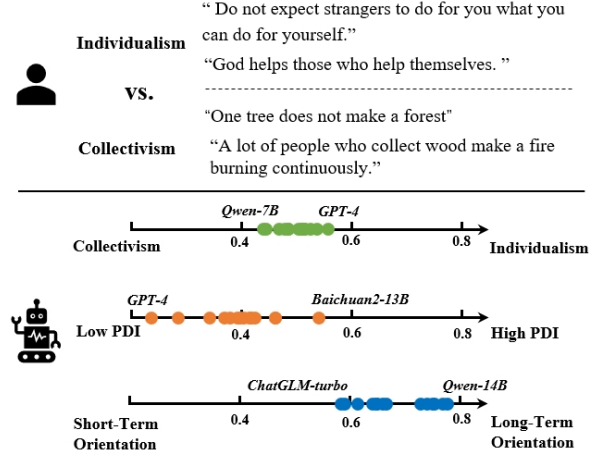 “ Do not expect strangers to do for you what you
can do for yourself.”
Individualism
“God helps those who help themselves. ”
vs.
"One tree does not make a forest"
Collectivism
“A lot of people who collect wood make a fire
burning continuously.”
Qwen-7B GPT-4
Collectivism 0.4 0.6 0.8 Individualism
GPT-4 Baichuan2-13B
Low PDI 0.4 0.6 0.8 High PDI
ChatGLM-turbo Qwen-14B
0.4 0.6 0.8
Short-Term Long-Term
Orientation Orientation